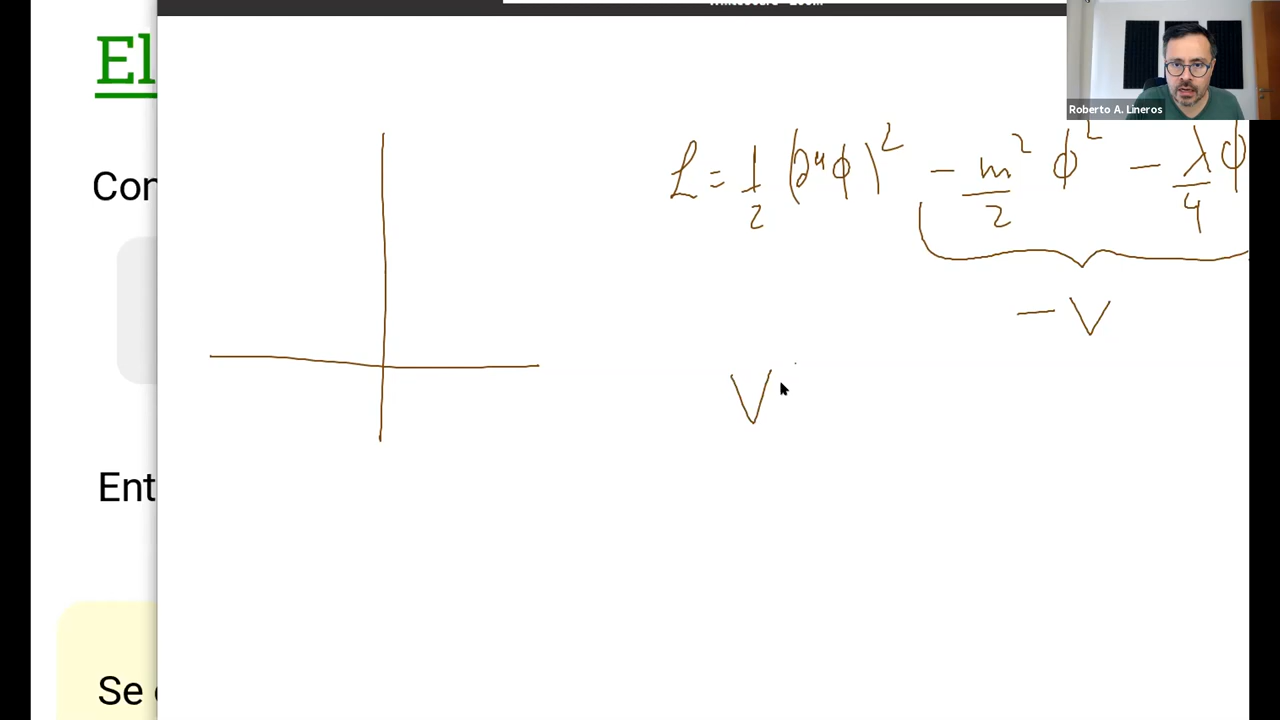 El
Con
Ent
Se
Roberto A. Lineros
ℒ = 1/2 (∂^μ ϕ)^2 − m^2/2 ϕ^2 − λ/4 ϕ
− V
V